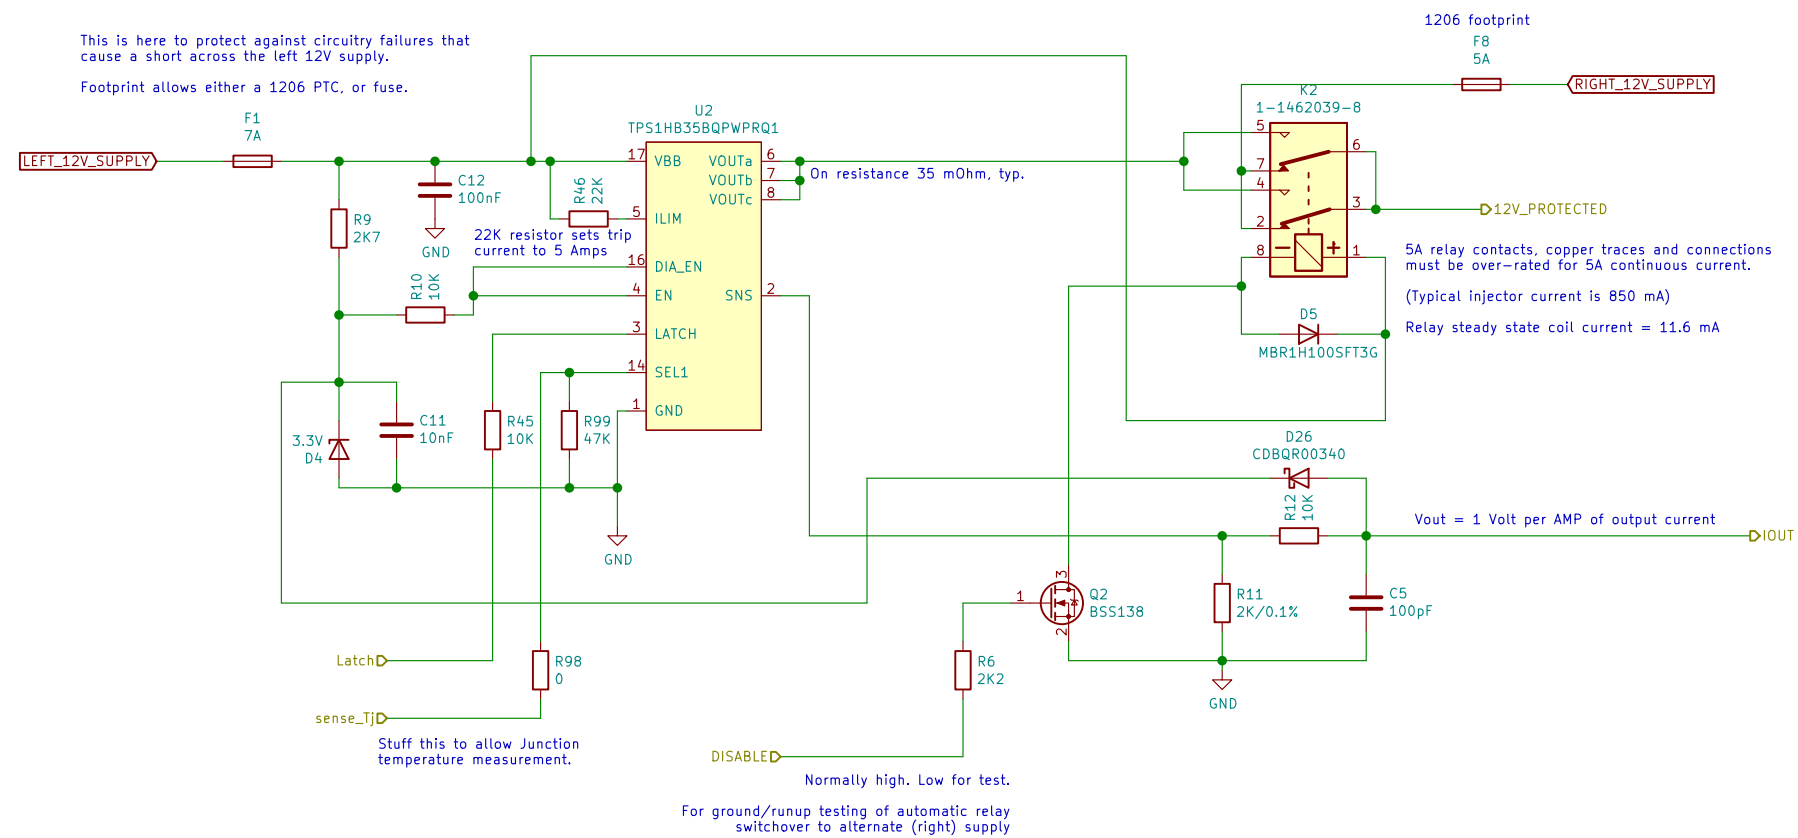 1206 footprint
F8
5A
RIGHT_12V_SUPPLY
This is here to protect against circuitry failures that
cause a short across the left 12V supply.
Footprint allows either a 1206 PTC, or fuse.
F1
7A
LEFT_12V_SUPPLY
U2
TPS1HB35BQPWPRQ1
17 VBB
5 ILIM
16 DIA_EN
4 EN
3 LATCH
14 SEL1
1 GND
VOUTa 6
VOUTb 7
VOUTc 8
SNS 2
On resistance 35 mOhm, typ.
R46
22K
22K resistor sets trip
current to 5 Amps
C12
100nF
GND
R9
2K7
R10
10K
K2
1-1462039-8
5
7
4
2
8
6
3
1
12V_PROTECTED
5A relay contacts, copper traces and connections
must be over-rated for 5A continuous current.
(Typical injector current is 850 mA)
Relay steady state coil current = 11.6 mA
D5
MBR1H100SFT3G
3.3V
D4
C11
10nF
R45
10K
R99
47K
GND
D26
CDBQR00340
R12
10K
Vout = 1 Volt per AMP of output current
IOUT
3
1
2
Q2
BSS138
R11
2K/0.1%
C5
100pF
GND
Latch
R98
0
sense_Tj
Stuff this to allow Junction
temperature measurement.
R6
2K2
DISABLE
Normally high. Low for test.
For ground/runup testing of automatic relay
switchover to alternate (right) supply